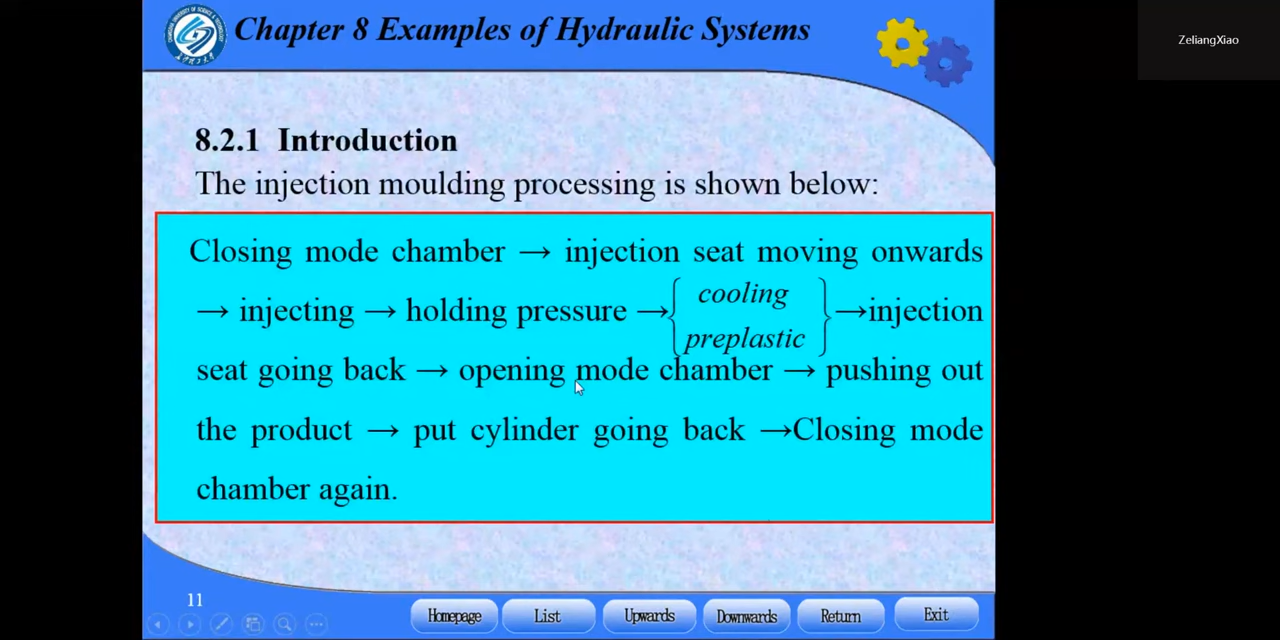 Chapter 8 Examples of Hydraulic Systems
ZeliangXiao
8.2.1 Introduction
The injection moulding processing is shown below:
Closing mode chamber → injection seat moving onwards
→ injecting → holding pressure → { cooling
preplastic } → injection
seat going back → opening mode chamber → pushing out
the product → put cylinder going back → Closing mode
chamber again.
11
Homepage List Upwards Downwards Return Exit